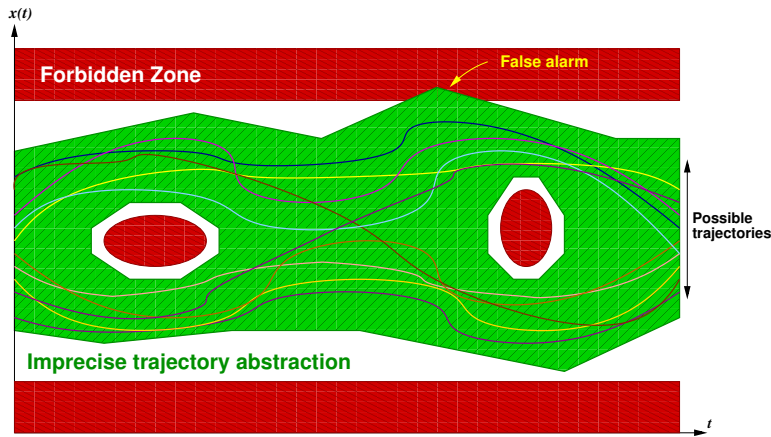 x(t)
False alarm
Forbidden Zone
Possible
trajectories
Imprecise trajectory abstraction
t